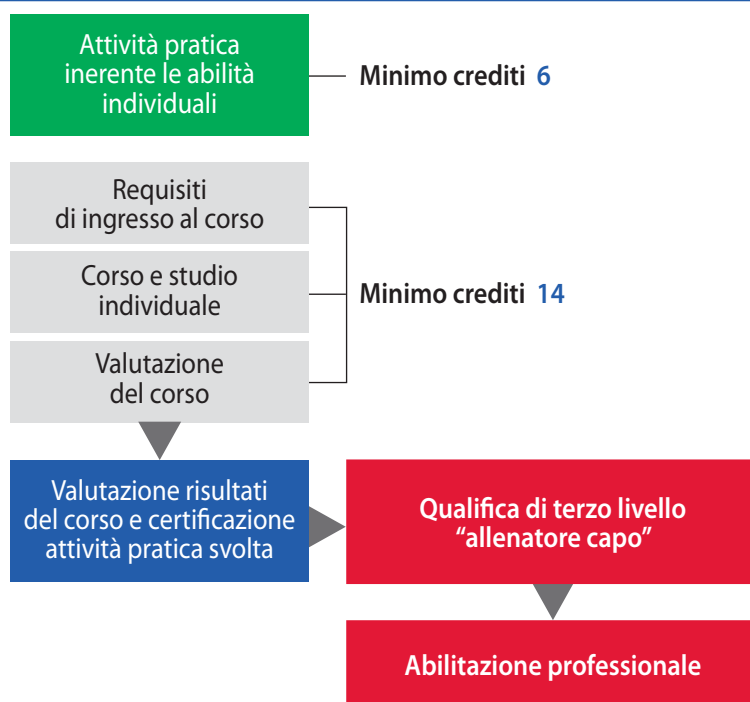 Attività pratica
inerente le abilità
individuali
Minimo crediti 6
Requisiti
di ingresso al corso
Corso e studio
individuale
Minimo crediti 14
Valutazione
del corso
Valutazione risultati
del corso e certificazione
attività pratica svolta
Qualifica di terzo livello
“allenatore capo”
Abilitazione professionale